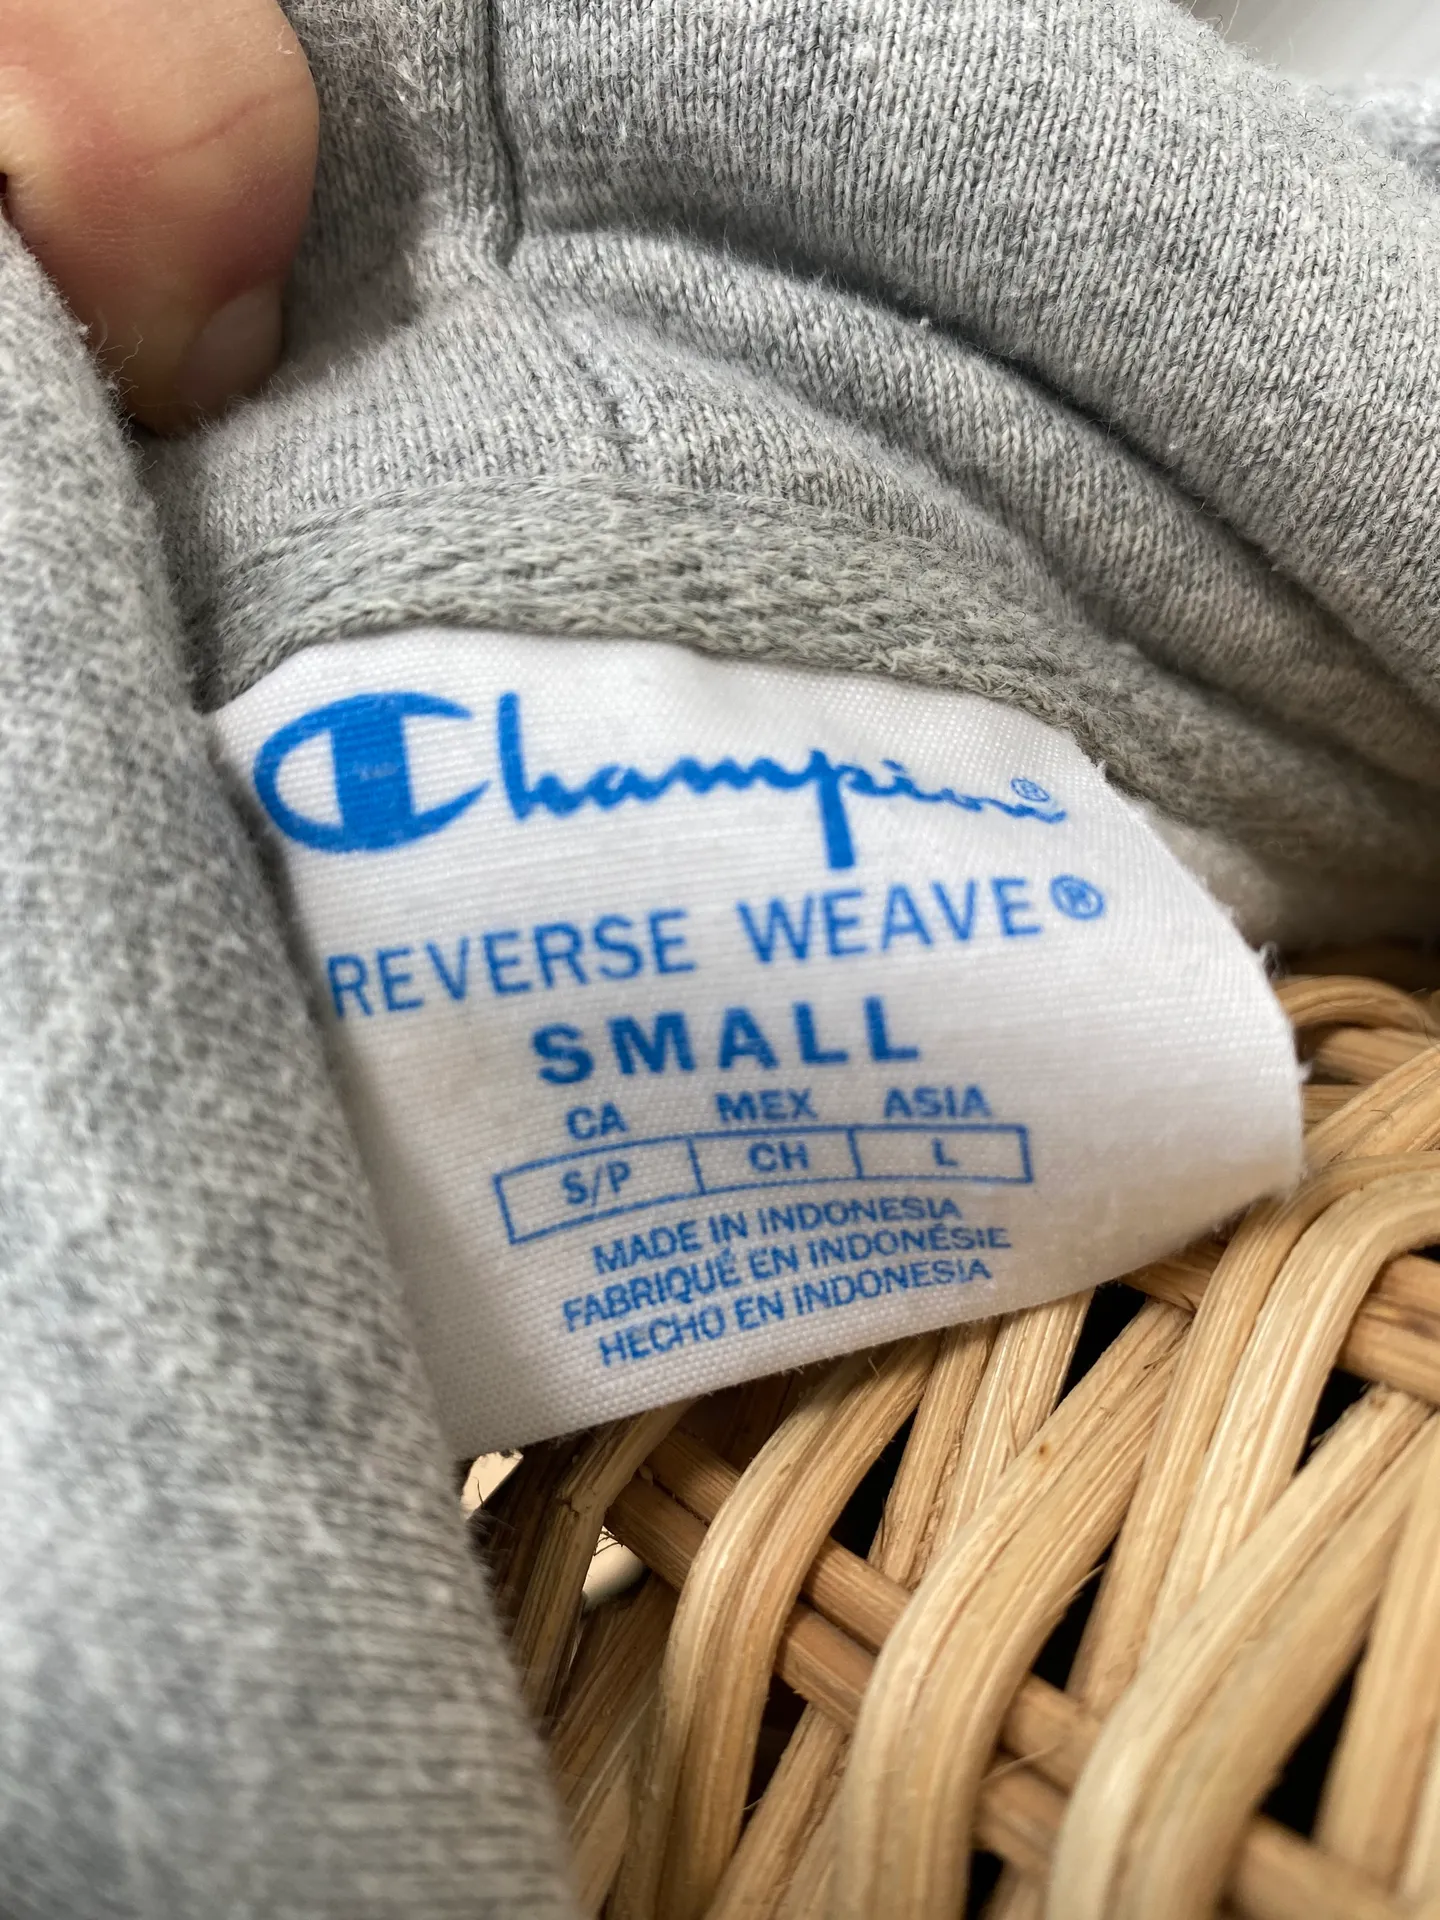 Champion®
REVERSE WEAVE®
SMALL
CA MEX ASIA
S/P CH L
MADE IN INDONESIA
FABRIQUÉ EN INDONÉSIE
HECHO EN INDONESIA